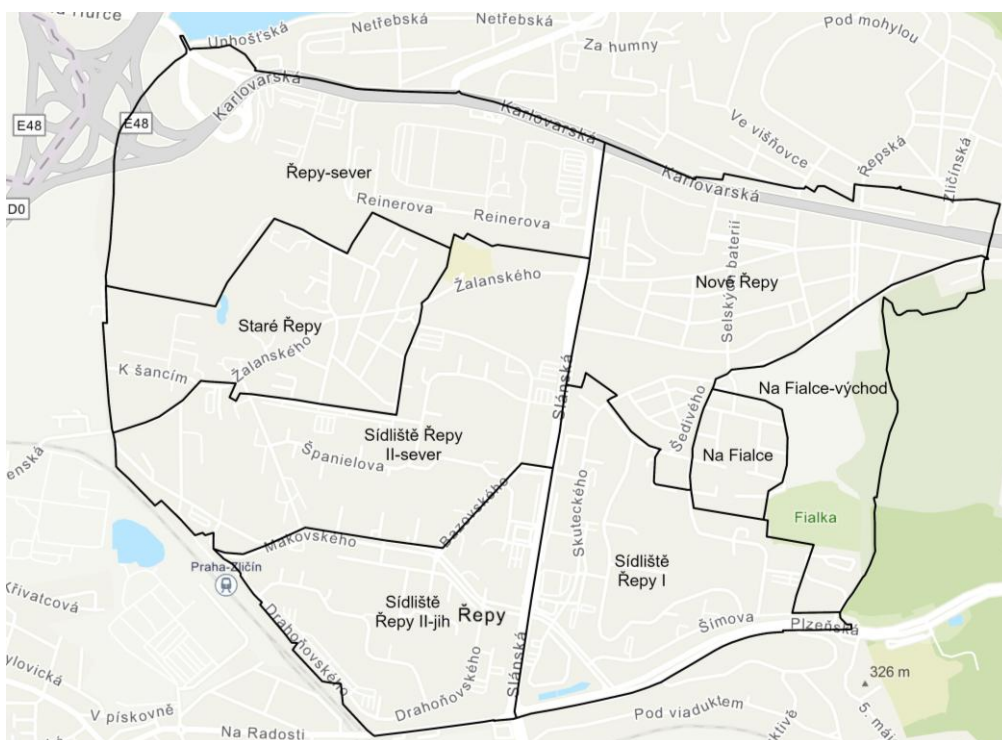 Unhošťská
Netřebská
Netřebská
Za humny
Pod mohylou
E48
E48
D0
Karlovarská
Karlovarská
Karlovarská
Ve višňovce
Řepská
Zličínská
Řepy-sever
Reinerova
Reinerova
Selských baterií
Nové Řepy
Žalanského
Staré Řepy
Žalanského
K šancím
Slánská
Na Fialce-východ
Šedivého
Sídliště Řepy
II-sever
Španielova
Na Fialce
Skuteckého
Bazovského
Makovského
Fialka
Praha-Zličín
Sídliště
Řepy I
Křivatcová
Sídliště
Řepy II-jih
Řepy
Šímova
Plzeňská
Drahoňovského
Drahoňovského
Slánská
326 m
V pískovně
Na Radosti
Pod viaduktem
5. máj